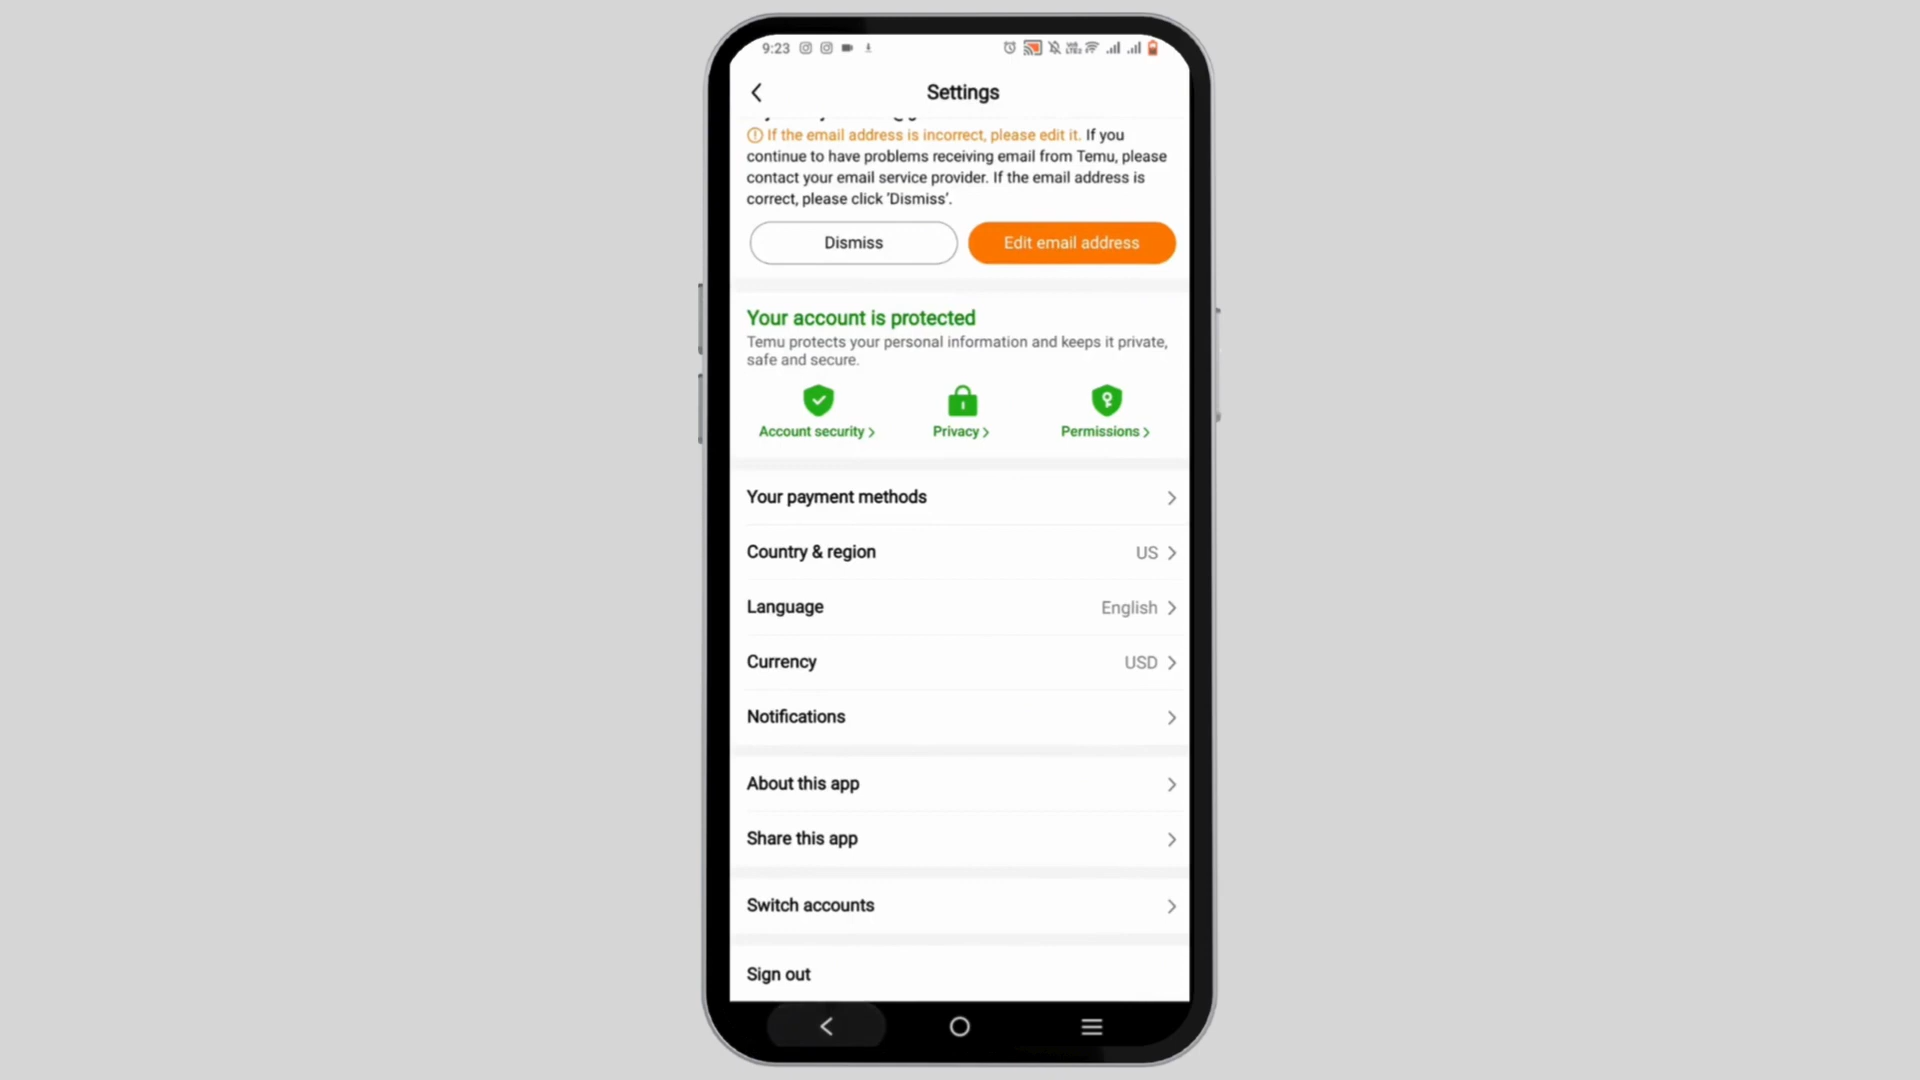 9:23
Settings
If the email address is incorrect, please edit it. If you
continue to have problems receiving email from Temu, please
contact your email service provider. If the email address is
correct, please click 'Dismiss'.
Dismiss
Edit email address
Your account is protected
Temu protects your personal information and keeps it private,
safe and secure.
Account security
Privacy
Permissions
Your payment methods
Country & region
US
Language
English
Currency
USD
Notifications
About this app
Share this app
Switch accounts
Sign out